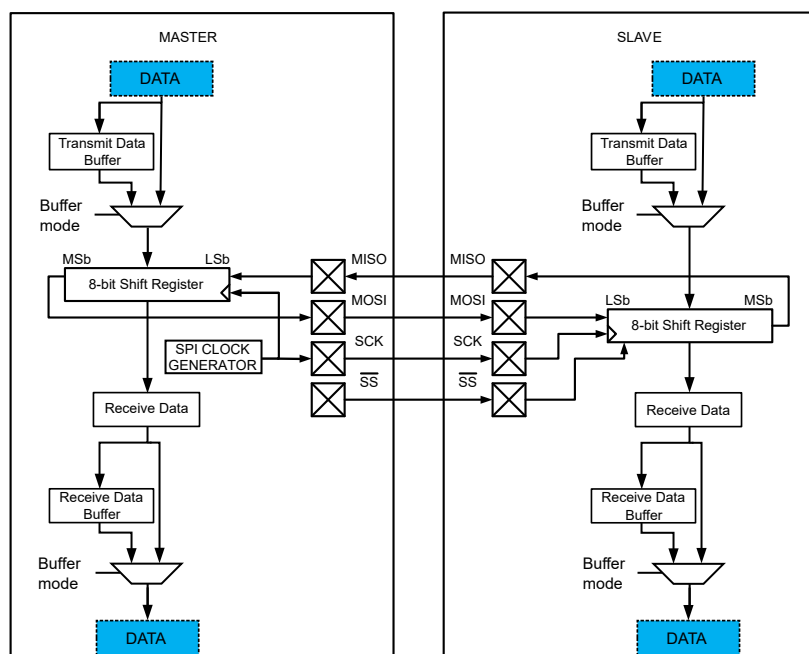 MASTER
SLAVE
DATA
DATA
Transmit Data
Buffer
Transmit Data
Buffer
Buffer
mode
Buffer
mode
MSb
LSb
MISO
MISO
8-bit Shift Register
MOSI
MOSI
LSb
MSb
8-bit Shift Register
SPI CLOCK
GENERATOR
SCK
SCK
SS
SS
Receive Data
Receive Data
Receive Data
Buffer
Receive Data
Buffer
Buffer
mode
Buffer
mode
DATA
DATA